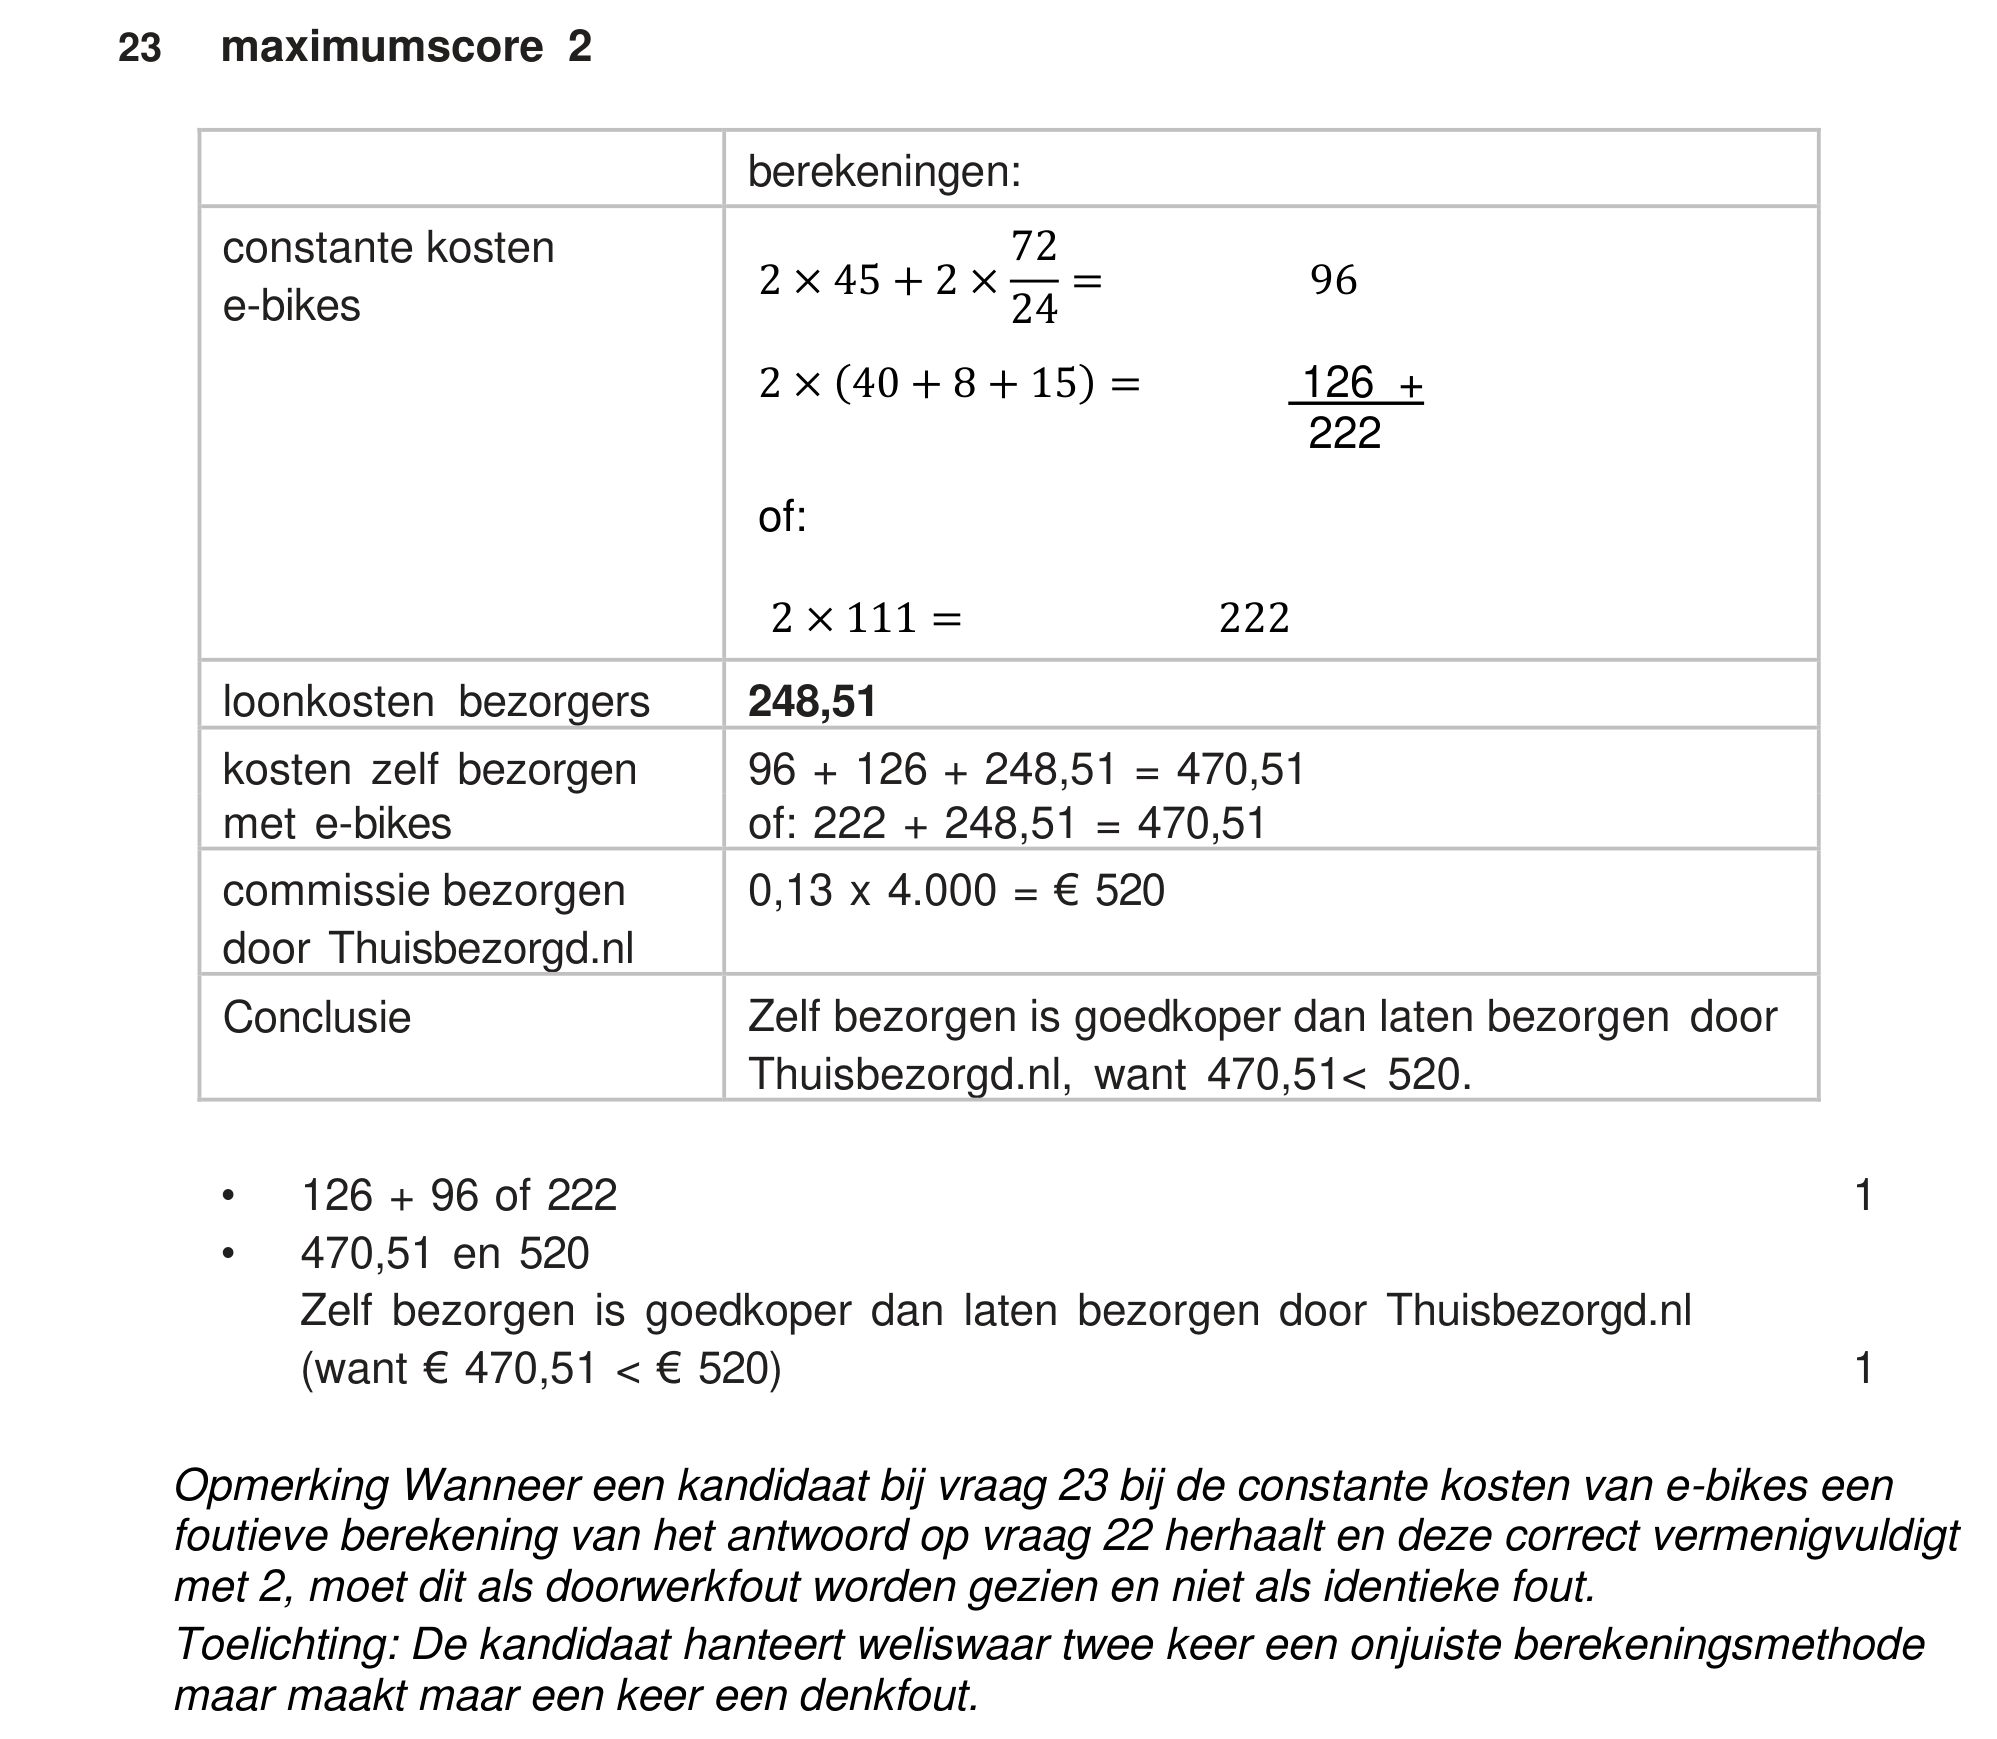 23 maximumscore 2
berekeningen:
constante kosten
e-bikes
2 × 45 + 2 × 72/24 = 96
2 × (40 + 8 + 15) = 126 +
222
of:
2 × 111 = 222
loonkosten bezorgers 248,51
kosten zelf bezorgen 96 + 126 + 248,51 = 470,51
met e-bikes of: 222 + 248,51 = 470,51
commissie bezorgen 0,13 x 4.000 = € 520
door Thuisbezorgd.nl
Conclusie Zelf bezorgen is goedkoper dan laten bezorgen door
Thuisbezorgd.nl, want 470,51< 520.
• 126 + 96 of 222 1
• 470,51 en 520
Zelf bezorgen is goedkoper dan laten bezorgen door Thuisbezorgd.nl
(want € 470,51 < € 520) 1
Opmerking Wanneer een kandidaat bij vraag 23 bij de constante kosten van e-bikes een
foutieve berekening van het antwoord op vraag 22 herhaalt en deze correct vermenigvuldigt
met 2, moet dit als doorwerkfout worden gezien en niet als identieke fout.
Toelichting: De kandidaat hanteert weliswaar twee keer een onjuiste berekeningsmethode
maar maakt maar een keer een denkfout.